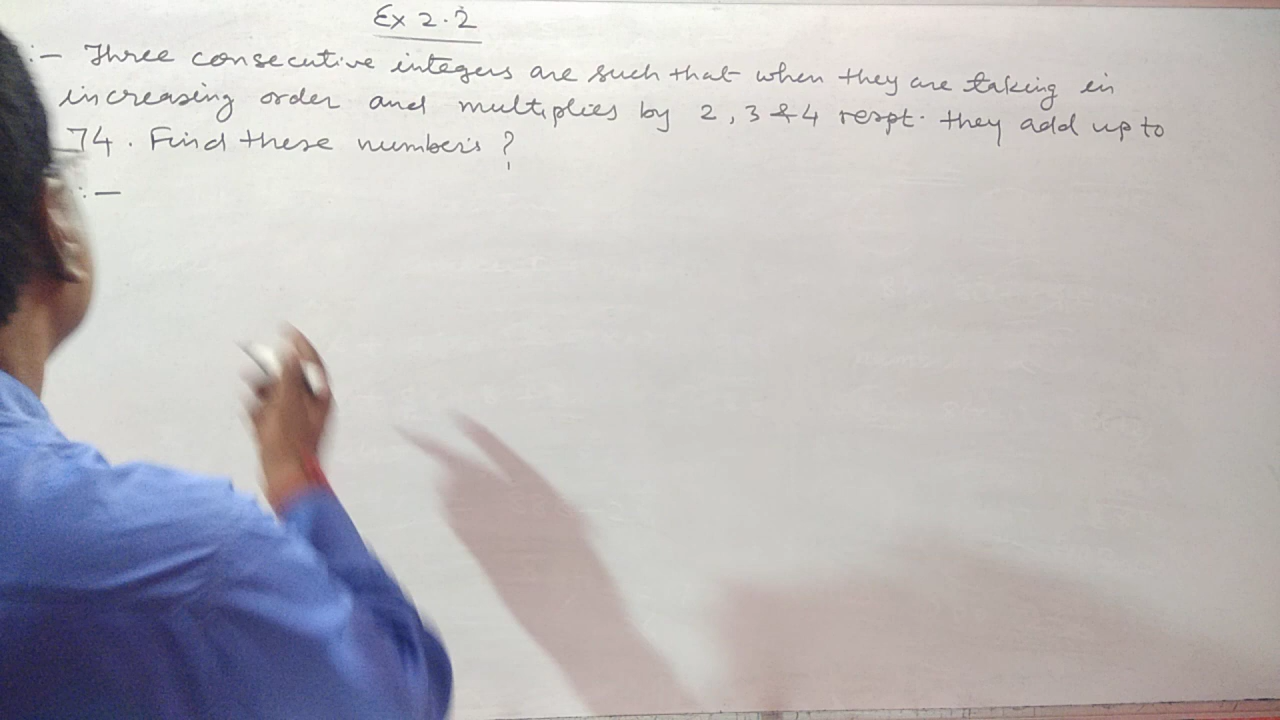 Ex 2.2
:- Three consecutive integers are such that when they are taking in
increasing order and multiplies by 2, 3 & 4 respt. they add up to
74. Find these number's ?
:-